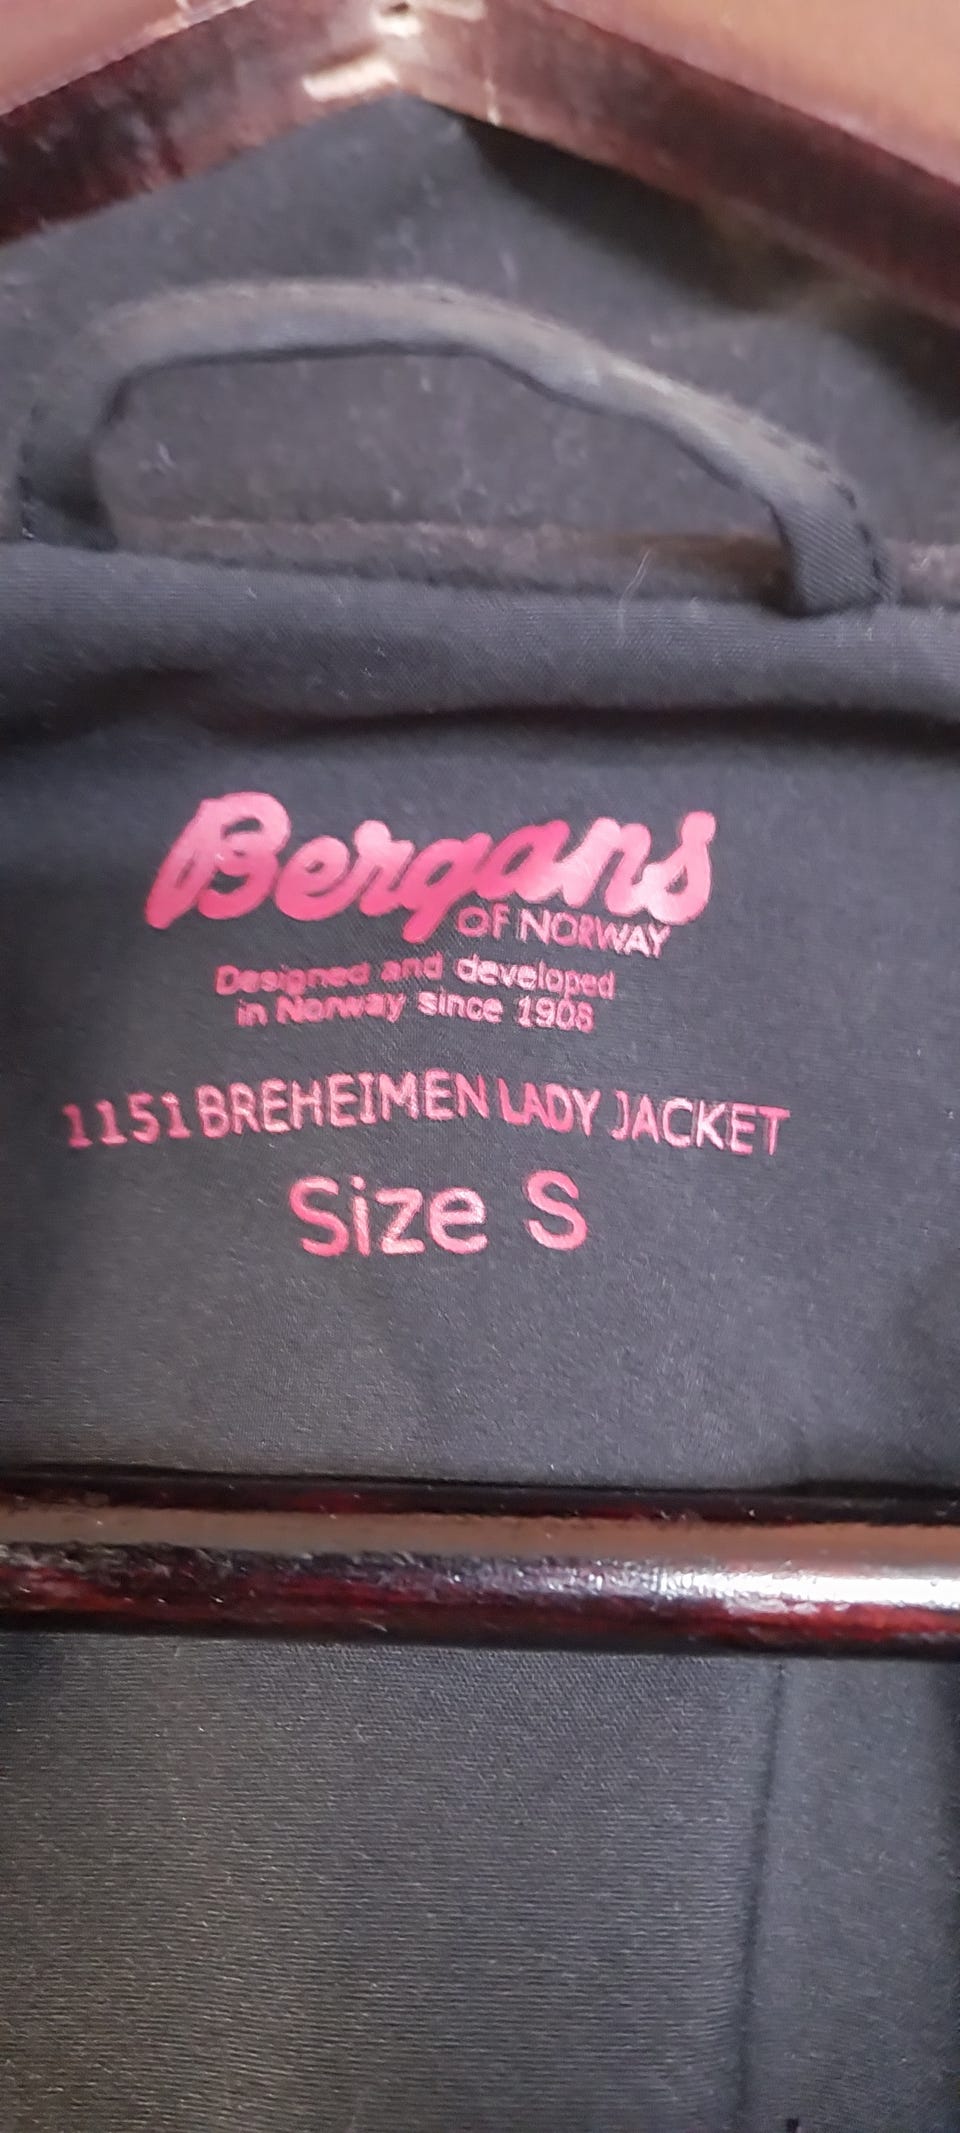 Bergans
OF NORWAY
Designed and developed
in Norway since 1908
1151 BREHEIMEN LADY JACKET
Size S